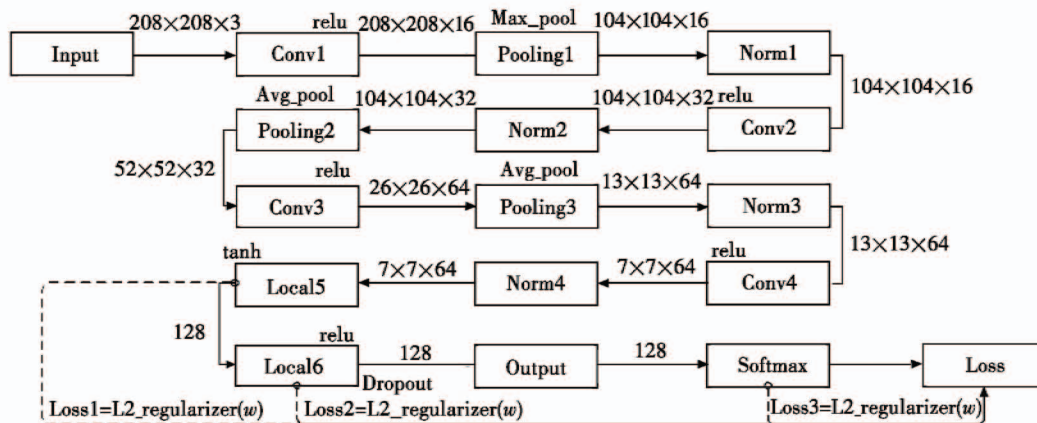 208×208×3
relu
208×208×16
Max_pool
104×104×16
Input
Conv1
Pooling1
Norm1
104×104×16
Avg_pool
104×104×32
104×104×32
relu
Pooling2
Norm2
Conv2
52×52×32
relu
26×26×64
Avg_pool
13×13×64
Conv3
Pooling3
Norm3
13×13×64
tanh
7×7×64
7×7×64
relu
Local5
Norm4
Conv4
128
relu
128
128
Local6
Output
Softmax
Loss
Dropout
Loss1=L2_regularizer(w)
Loss2=L2_regularizer(w)
Loss3=L2_regularizer(w)